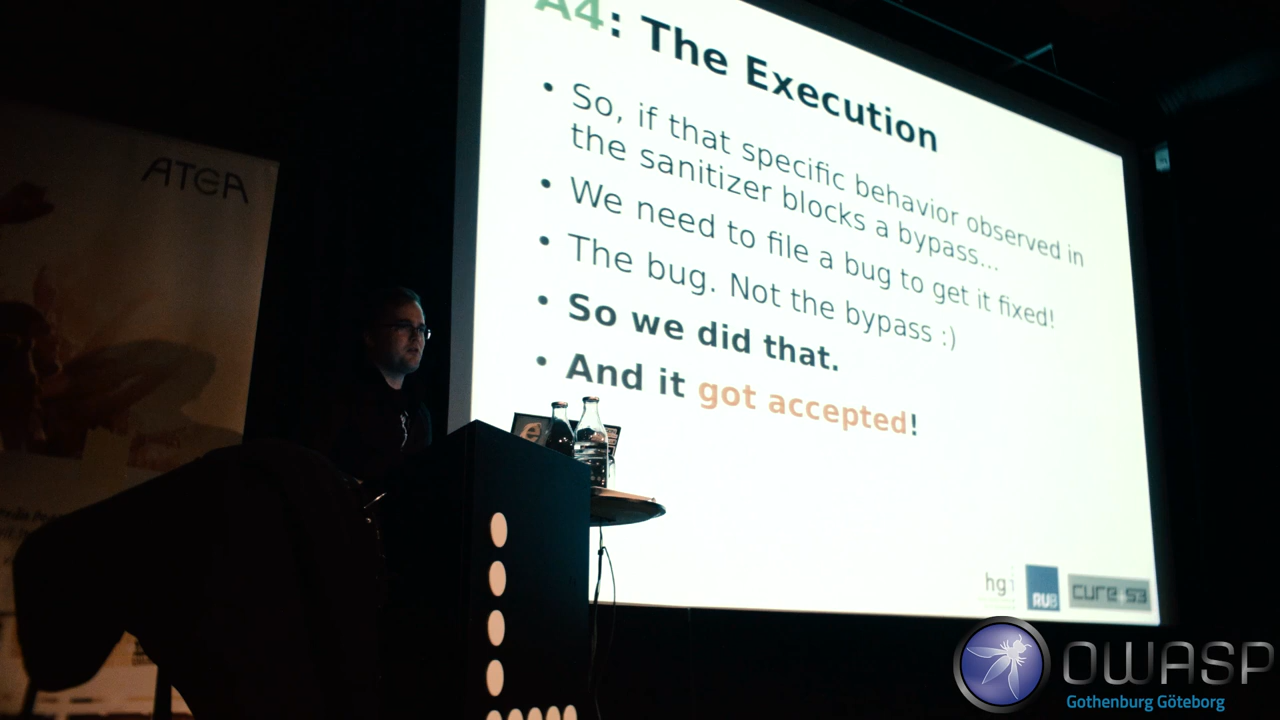 A4: The Execution
• So, if that specific behavior observed in
the sanitizer blocks a bypass...
• We need to file a bug to get it fixed!
• The bug. Not the bypass :)
• So we did that.
• And it got accepted!
ATEA
hgi
RUB
cure+53
OWASP
Gothenburg Göteborg